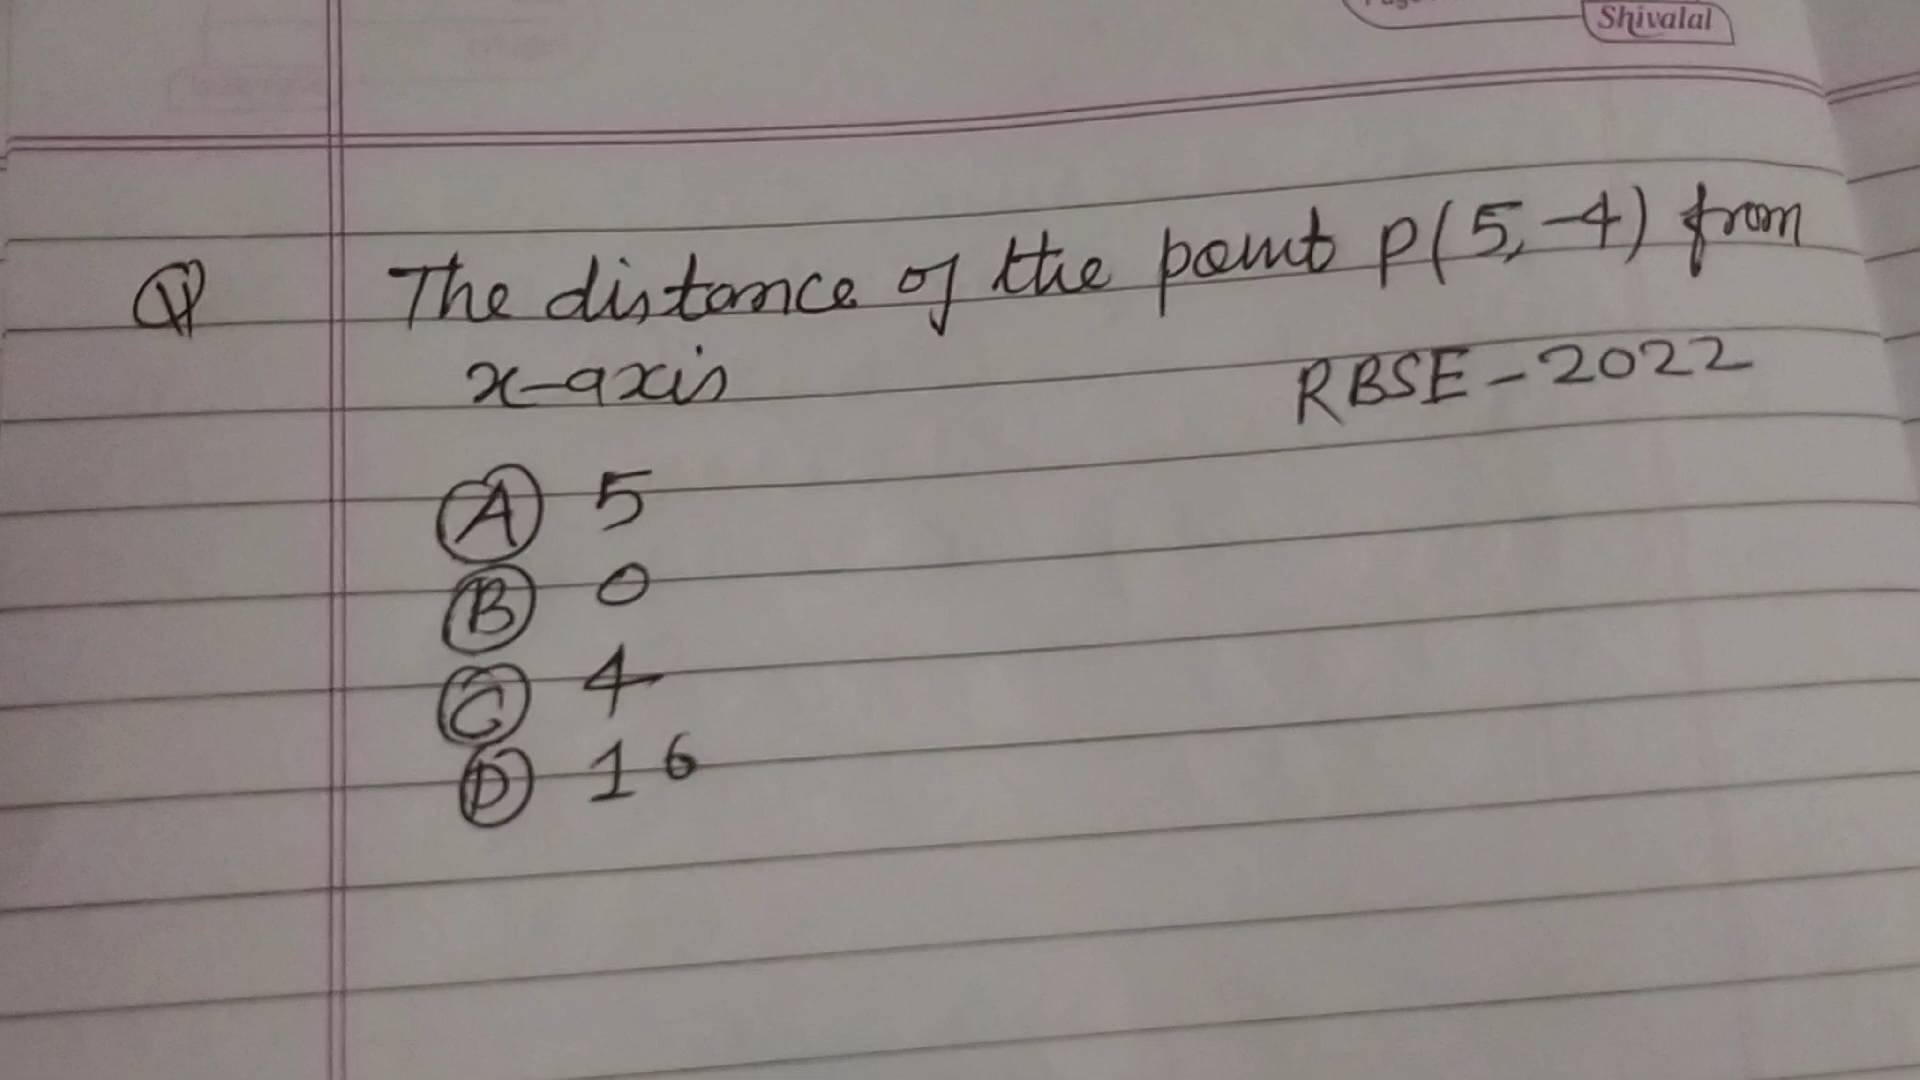 Shivalal
Q The distance of the point P(5,-4) from
x-axis RBSE-2022
A 5
B 0
C 4
D 16